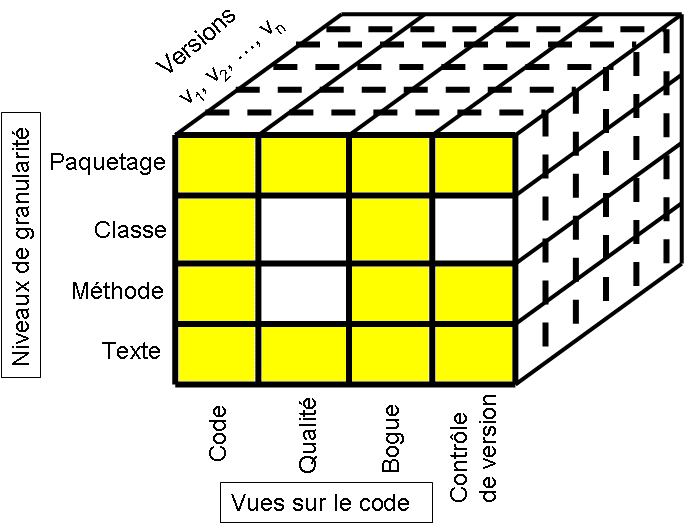 Versions
v1, v2, ..., vn
Niveaux de granularité
Paquetage
Classe
Méthode
Texte
Code
Qualité
Bogue
Contrôle
de version
Vues sur le code